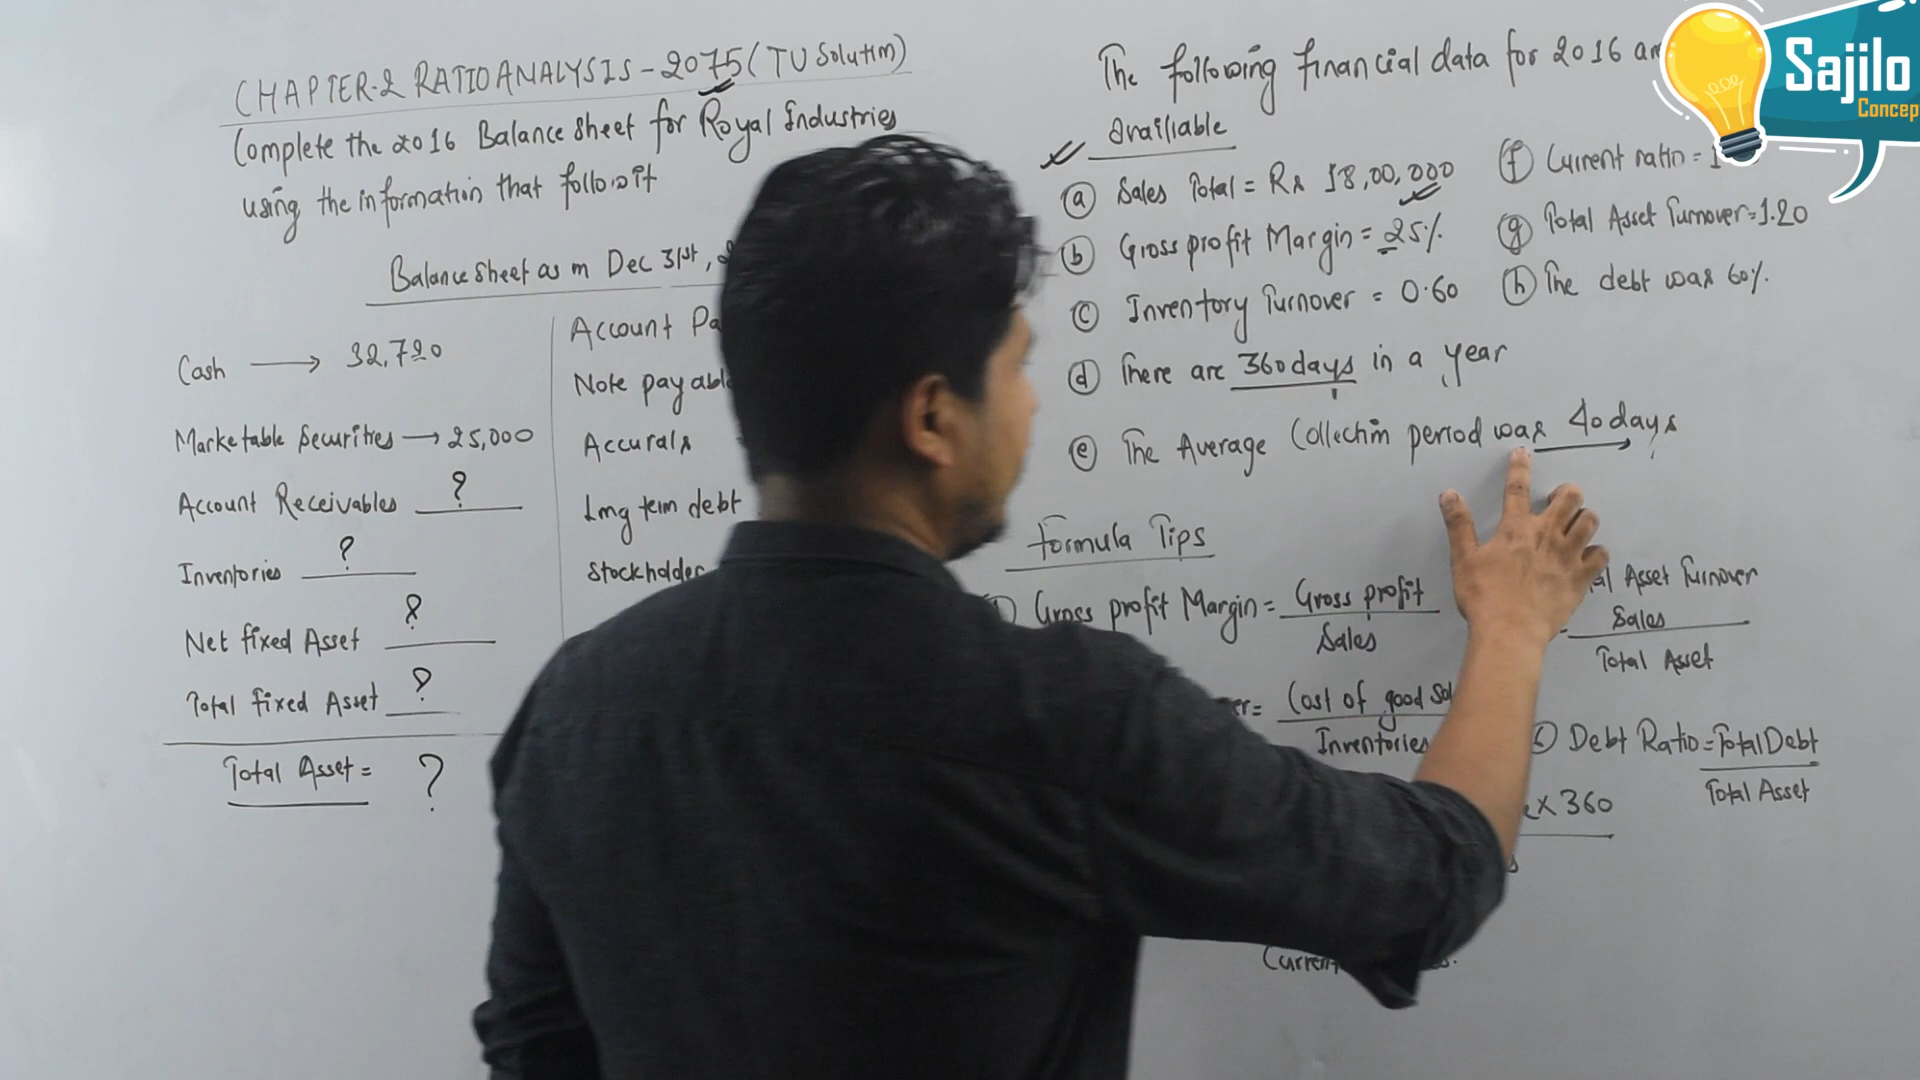 CHAPTER-2 RATIO ANALYSIS - 2075 (TU Solution)
Complete the 2016 Balance sheet for Royal Industries
using the information that follows it
Balance sheet as on Dec 31st,
Cash → 32,720
Marketable Securities → 25,000
Account Receivables ?
Inventories ?
Net fixed Asset ?
Total fixed Asset ?
Total Asset = ?
Account Pa
Note payabl
Accurals
Long term debt
Stockholder
The following financial data for 2016 ar
availiable
(a) Sales Total = Rs 18,00,000
(b) Gross profit Margin = 25%
(c) Inventory Turnover = 0.60
(d) There are 360 days in a year
(e) The Average Collection period was 40 days
(f) Current ratio = 1
(g) Total Asset Turnover = 1.20
(h) The debt was 60%.
Formula Tips
Gross profit Margin = Gross profit
Sales
er = Cost of good Sol
Inventories
x 360
Current
al Asset Turnover
Sales
Total Asset
Debt Ratio = Total Debt
Total Asset
Sajilo
Concep